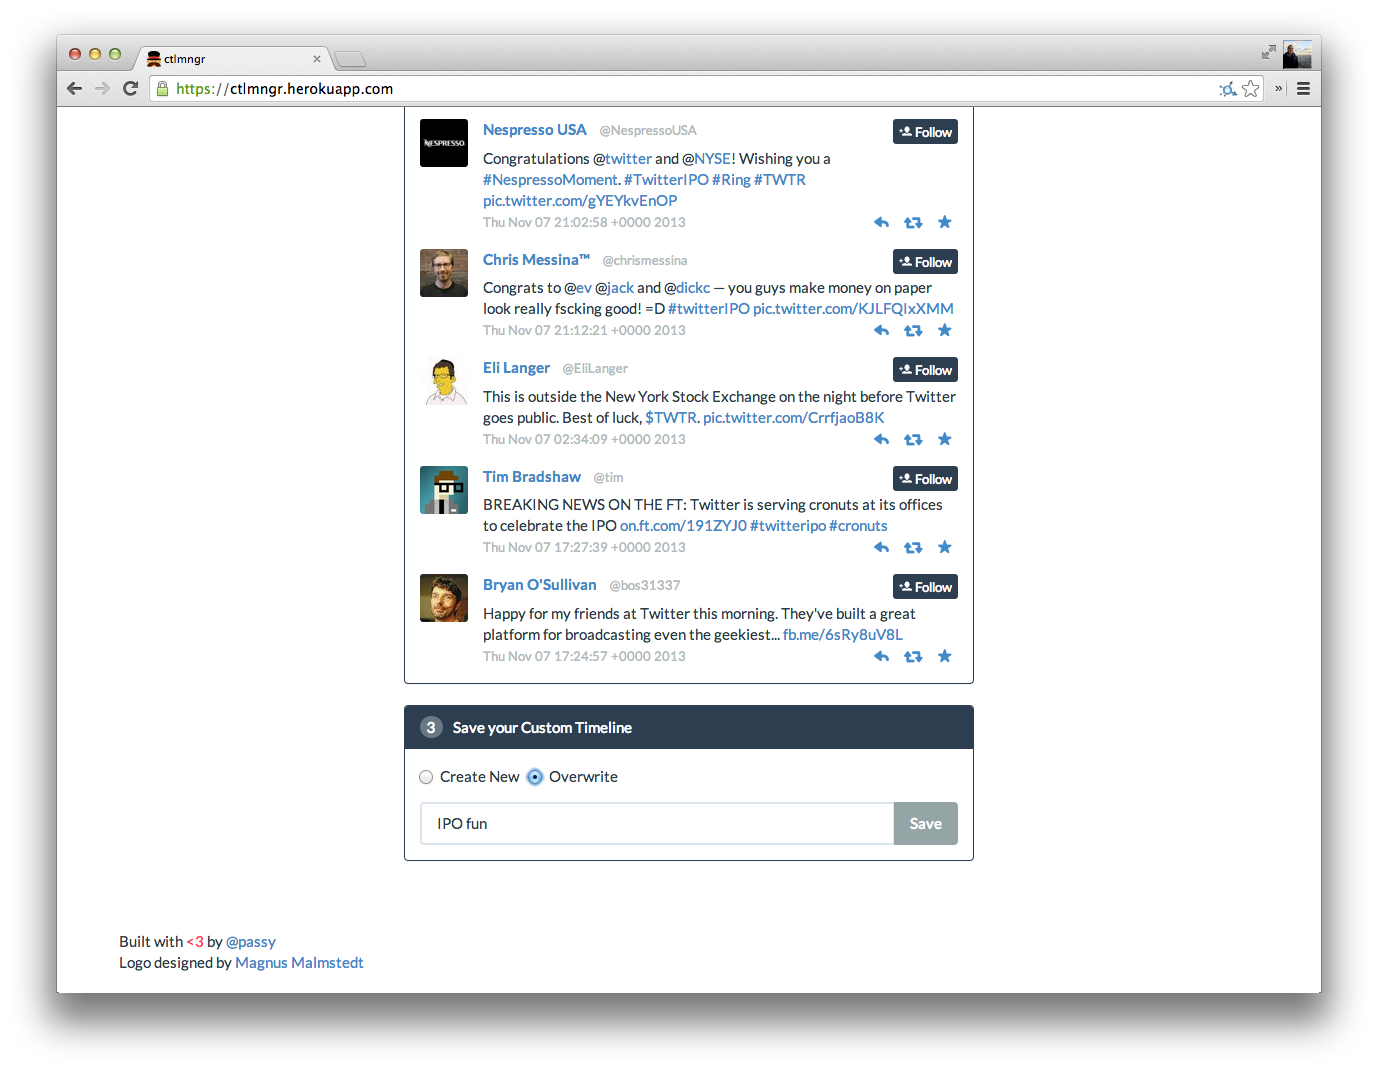 ctlmngr
https://ctlmngr.herokuapp.com
NESPRESSO
Nespresso USA @NespressoUSA Follow
Congratulations @twitter and @NYSE! Wishing you a
#NespressoMoment. #TwitterIPO #Ring #TWTR
pic.twitter.com/gYEYkvEnOP
Thu Nov 07 21:02:58 +0000 2013
Chris Messina™ @chrismessina Follow
Congrats to @ev @jack and @dickc — you guys make money on paper
look really fscking good! =D #twitterIPO pic.twitter.com/KJLFQIxXMM
Thu Nov 07 21:12:21 +0000 2013
Eli Langer @EliLanger Follow
This is outside the New York Stock Exchange on the night before Twitter
goes public. Best of luck, $TWTR. pic.twitter.com/CrrfjaoB8K
Thu Nov 07 02:34:09 +0000 2013
Tim Bradshaw @tim Follow
BREAKING NEWS ON THE FT: Twitter is serving cronuts at its offices
to celebrate the IPO on.ft.com/191ZYJ0 #twitteripo #cronuts
Thu Nov 07 17:27:39 +0000 2013
Bryan O'Sullivan @bos31337 Follow
Happy for my friends at Twitter this morning. They've built a great
platform for broadcasting even the geekiest... fb.me/6sRy8uV8L
Thu Nov 07 17:24:57 +0000 2013
3 Save your Custom Timeline
Create New Overwrite
IPO fun Save
Built with <3 by @passy
Logo designed by Magnus Malmstedt